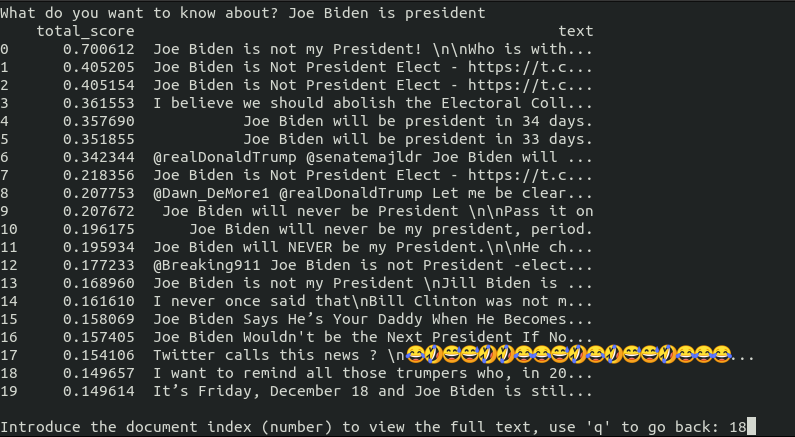 What do you want to know about? Joe Biden is president
total_score text
0 0.700612 Joe Biden is not my President! \n\nWho is with...
1 0.405205 Joe Biden is Not President Elect - https://t.c...
2 0.405154 Joe Biden is Not President Elect - https://t.c...
3 0.361553 I believe we should abolish the Electoral Coll...
4 0.357690 Joe Biden will be president in 34 days.
5 0.351855 Joe Biden will be president in 33 days.
6 0.342344 @realDonaldTrump @senatemajldr Joe Biden will ...
7 0.218356 Joe Biden is Not President Elect - https://t.c...
8 0.207753 @Dawn_DeMore1 @realDonaldTrump Let me be clear...
9 0.207672 Joe Biden will never be President \n\nPass it on
10 0.196175 Joe Biden will never be my president, period.
11 0.195934 Joe Biden will NEVER be my President.\n\nHe ch...
12 0.177233 @Breaking911 Joe Biden is not President -elect...
13 0.168960 Joe Biden is not my President \nJill Biden is ...
14 0.161610 I never once said that\nBill Clinton was not m...
15 0.158069 Joe Biden Says He’s Your Daddy When He Becomes...
16 0.157405 Joe Biden Wouldn't be the Next President If No...
17 0.154106 Twitter calls this news ? \n😂🤣😂😂🤣🤣😂😂😂🤣😂🤣😂😂🤣😂😂😂...
18 0.149657 I want to remind all those trumpers who, in 20...
19 0.149614 It’s Friday, December 18 and Joe Biden is stil...
Introduce the document index (number) to view the full text, use 'q' to go back: 18